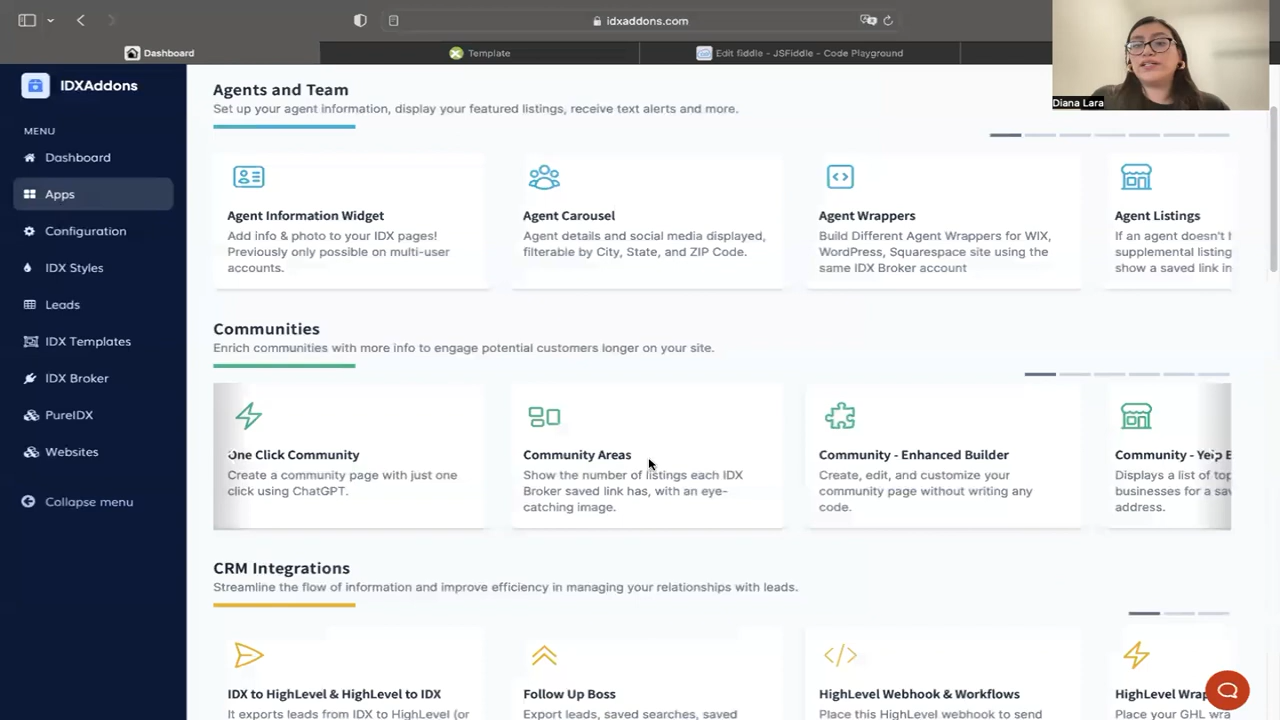 idxaddons.com
Dashboard
Template
Edit fiddle - JSFiddle - Code Playground
Diana Lara
IDXAddons
MENU
Dashboard
Apps
Configuration
IDX Styles
Leads
IDX Templates
IDX Broker
PureIDX
Websites
Collapse menu
Agents and Team
Set up your agent information, display your featured listings, receive text alerts and more.
Agent Information Widget
Add info & photo to your IDX pages!
Previously only possible on multi-user
accounts.
Agent Carousel
Agent details and social media displayed,
filterable by City, State, and ZIP Code.
Agent Wrappers
Build Different Agent Wrappers for WIX,
WordPress, Squarespace site using the
same IDX Broker account
Agent Listings
If an agent doesn't h
supplemental listing
show a saved link in
Communities
Enrich communities with more info to engage potential customers longer on your site.
One Click Community
Create a community page with just one
click using ChatGPT.
Community Areas
Show the number of listings each IDX
Broker saved link has, with an eye-
catching image.
Community - Enhanced Builder
Create, edit, and customize your
community page without writing any
code.
Community - Yelp B
Displays a list of top
businesses for a sav
address.
CRM Integrations
Streamline the flow of information and improve efficiency in managing your relationships with leads.
IDX to HighLevel & HighLevel to IDX
It exports leads from IDX to HighLevel (or
Follow Up Boss
Export leads, saved searches, saved
HighLevel Webhook & Workflows
Place this HighLevel webhook to send
HighLevel Wrap
Place your GHL wra